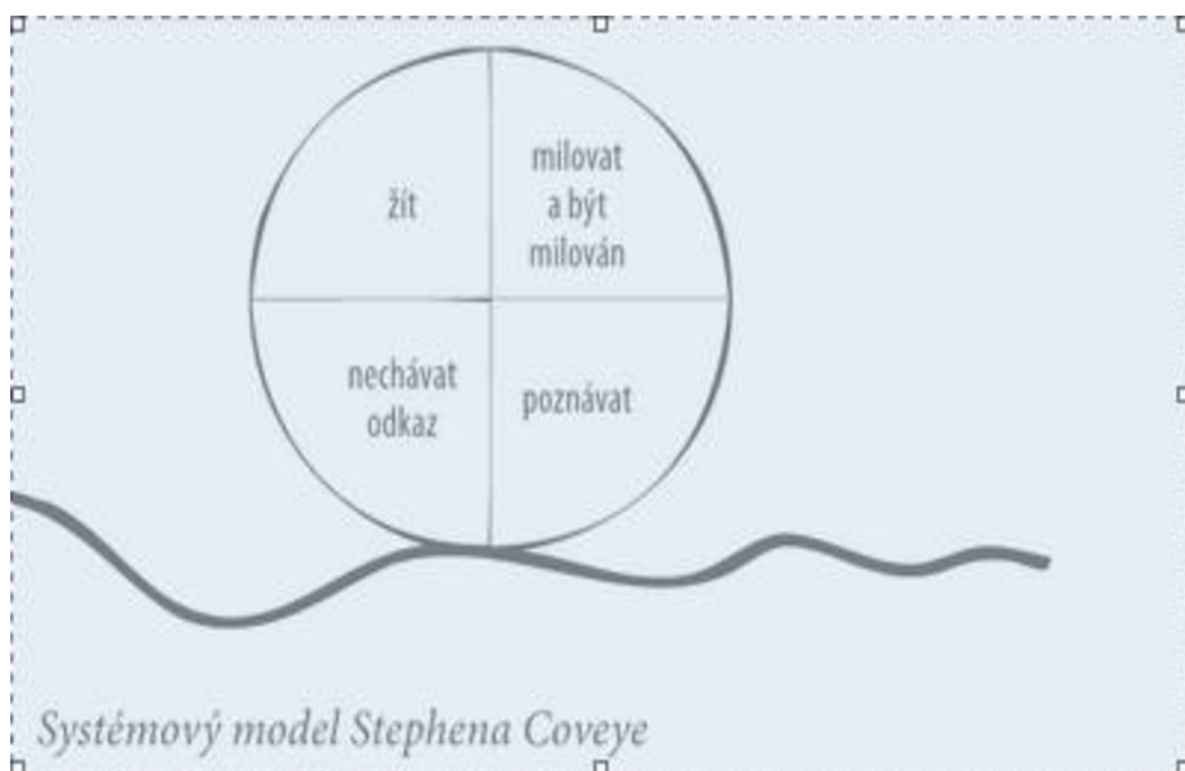 žít
milovat
a být
milován
nechávat
odkaz
poznávat
Systémový model Stephena Coveye